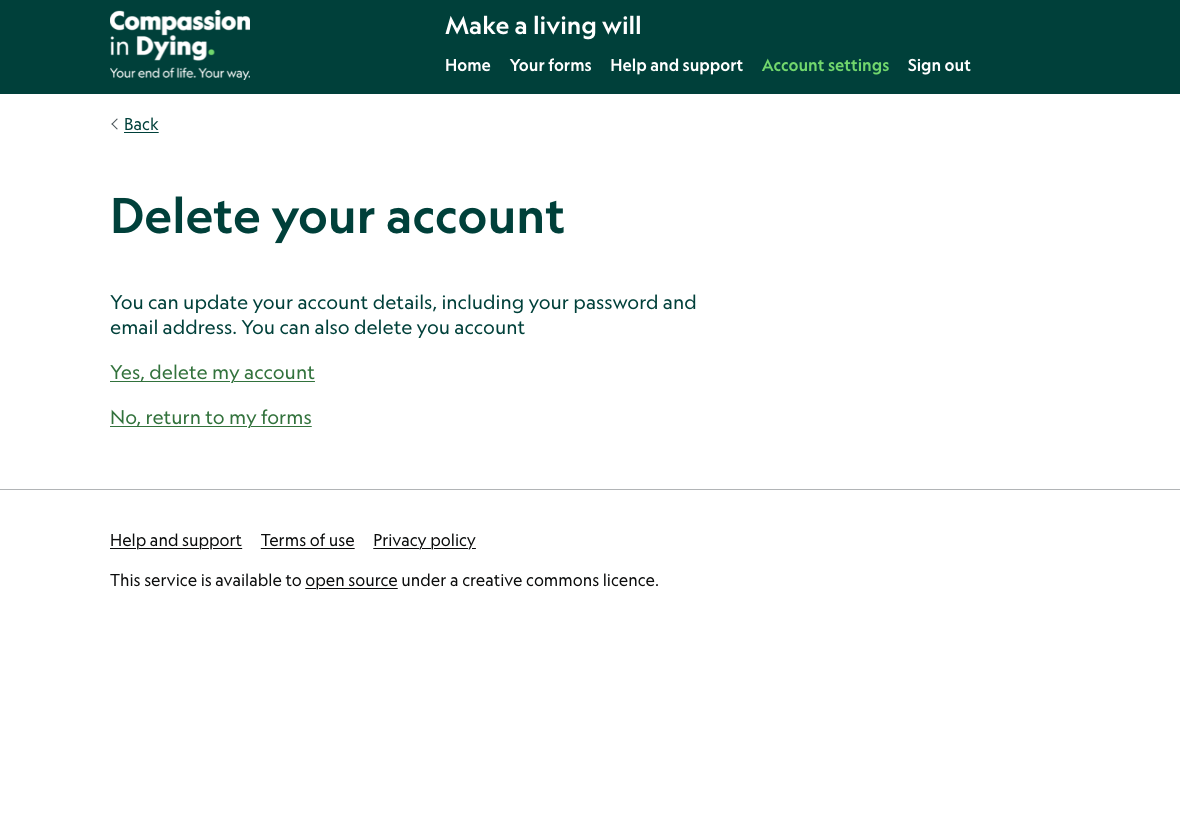 Compassion
in Dying.
Your end of life. Your way.
Make a living will
Home Your forms Help and support Account settings Sign out
Back
Delete your account
You can update your account details, including your password and
email address. You can also delete you account
Yes, delete my account
No, return to my forms
Help and support Terms of use Privacy policy
This service is available to open source under a creative commons licence.